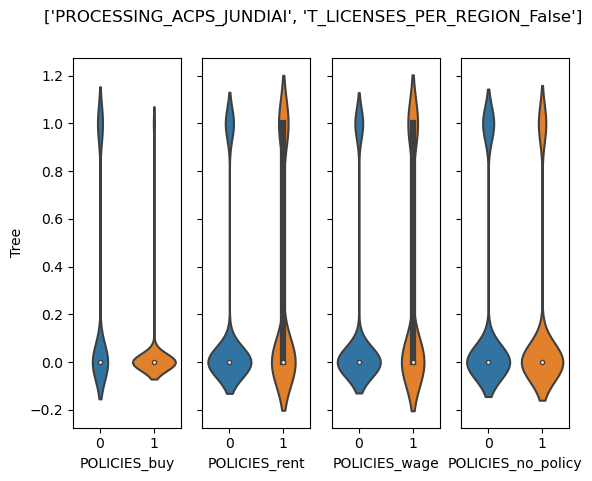 ['PROCESSING_ACPS_JUNDIAI', 'T_LICENSES_PER_REGION_False']
Tree
1.2
1.0
0.8
0.6
0.4
0.2
0.0
−0.2
0 1
POLICIES_buy
0 1
POLICIES_rent
0 1
POLICIES_wage
0 1
POLICIES_no_policy